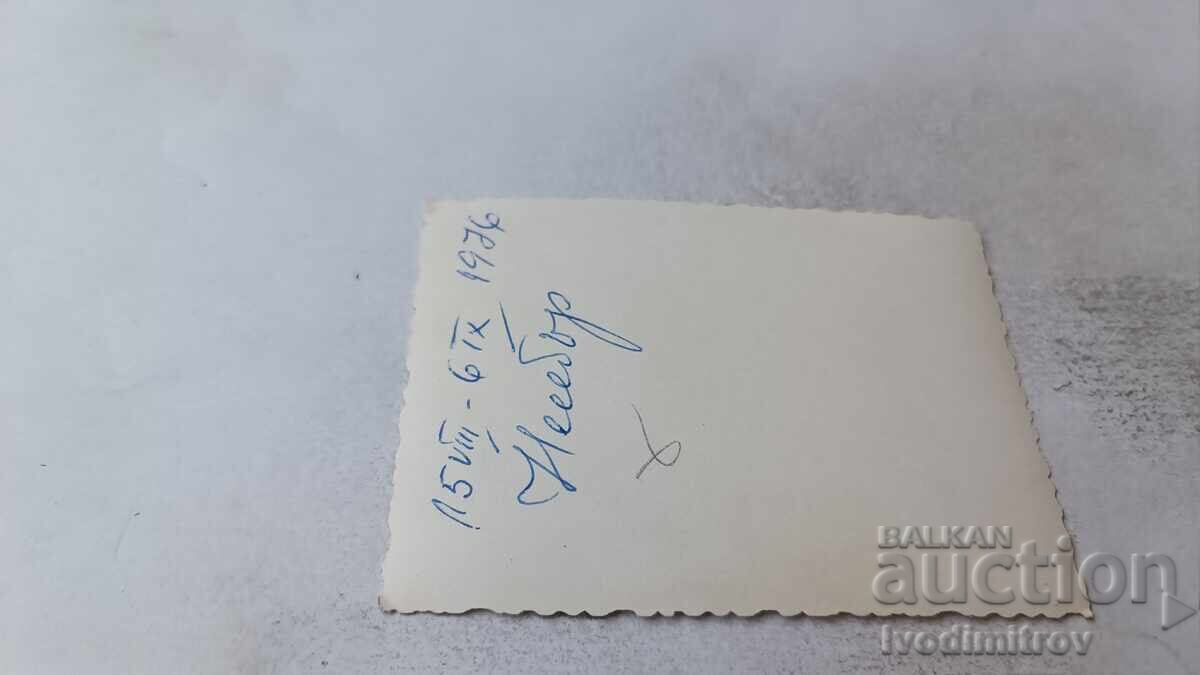 15 VIII - 6 IX 1976
Несебър
x
BALKAN
auction
Ivodimitrov